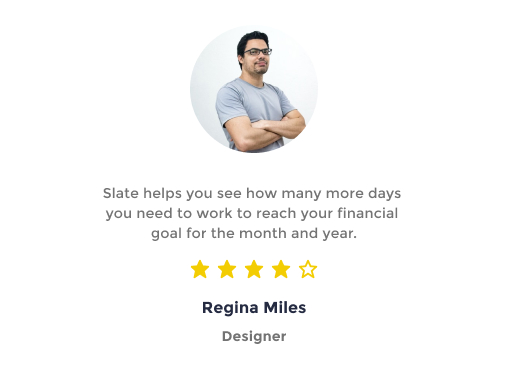 Slate helps you see how many more days
you need to work to reach your financial
goal for the month and year.
Regina Miles
Designer